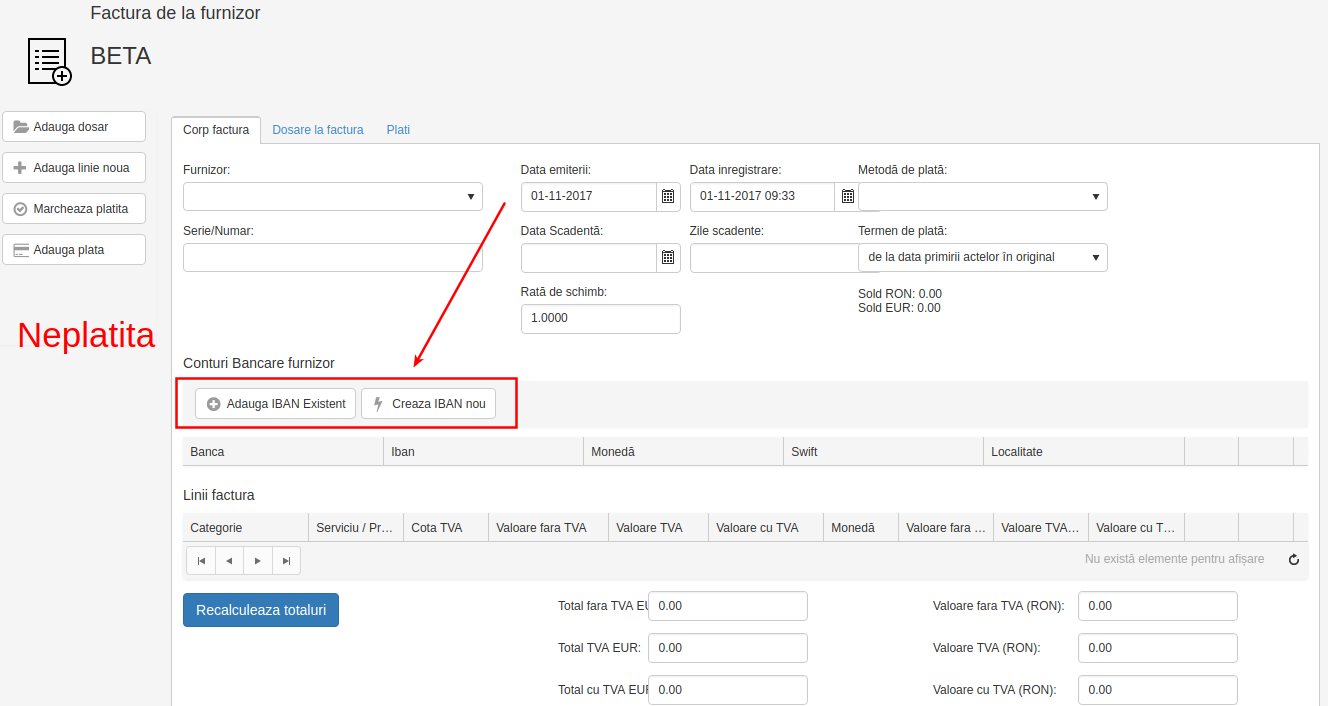 Factura de la furnizor
BETA
Adauga dosar
Adauga linie noua
Marcheaza platita
Adauga plata
Neplatita
Corp factura Dosare la factura Plati
Furnizor: Data emiterii: Data inregistrare: Metodă de plată:
01-11-2017 01-11-2017 09:33
Serie/Numar: Data Scadentă: Zile scadente: Termen de plată:
de la data primirii actelor în original
Rată de schimb: Sold RON: 0.00
Sold EUR: 0.00
1.0000
Conturi Bancare furnizor
Adauga IBAN Existent Creaza IBAN nou
Banca Iban Monedă Swift Localitate
Linii factura
Categorie Serviciu / Pr... Cota TVA Valoare fara TVA Valoare TVA Valoare cu TVA Monedă Valoare fara ... Valoare TVA... Valoare cu T...
Nu există elemente pentru afișare
Recalculeaza totaluri Total fara TVA EU 0.00 Valoare fara TVA (RON): 0.00
Total TVA EUR: 0.00 Valoare TVA (RON): 0.00
Total cu TVA EUR 0.00 Valoare cu TVA (RON): 0.00